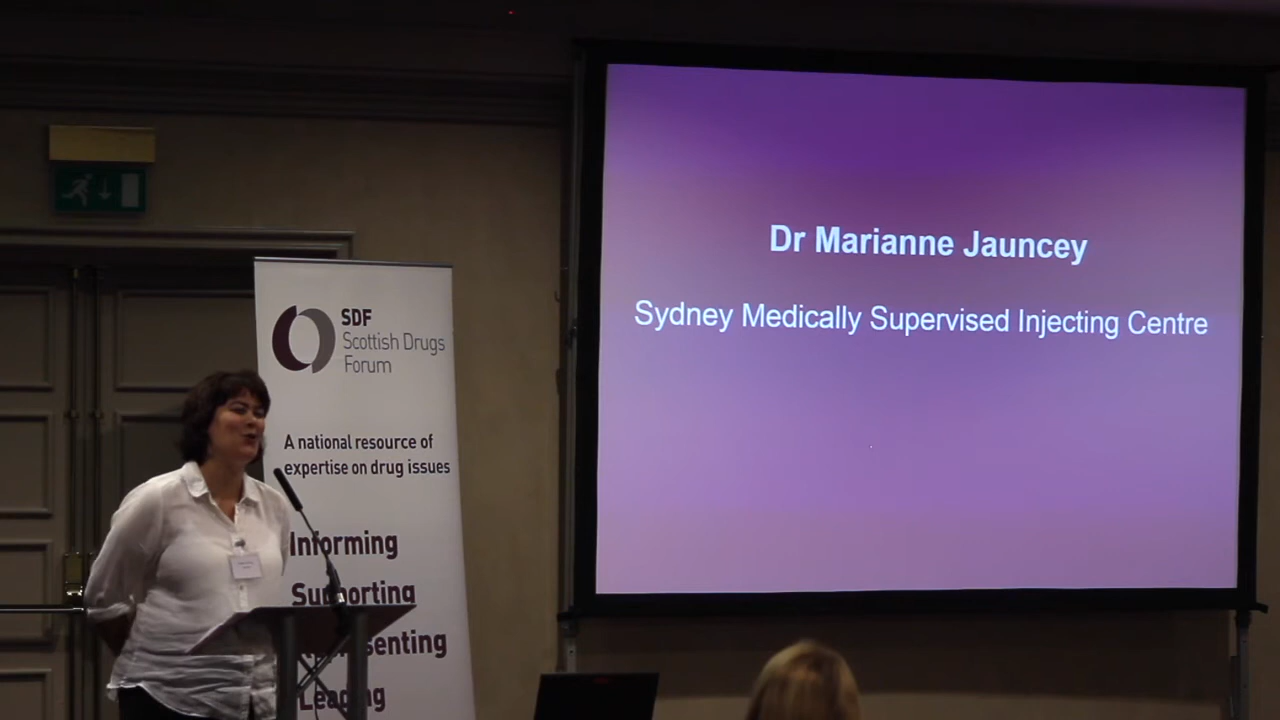 SDF
Scottish Drugs
Forum
A national resource of
expertise on drug issues
Informing
Supporting
Leading
Dr Marianne Jauncey
Sydney Medically Supervised Injecting Centre